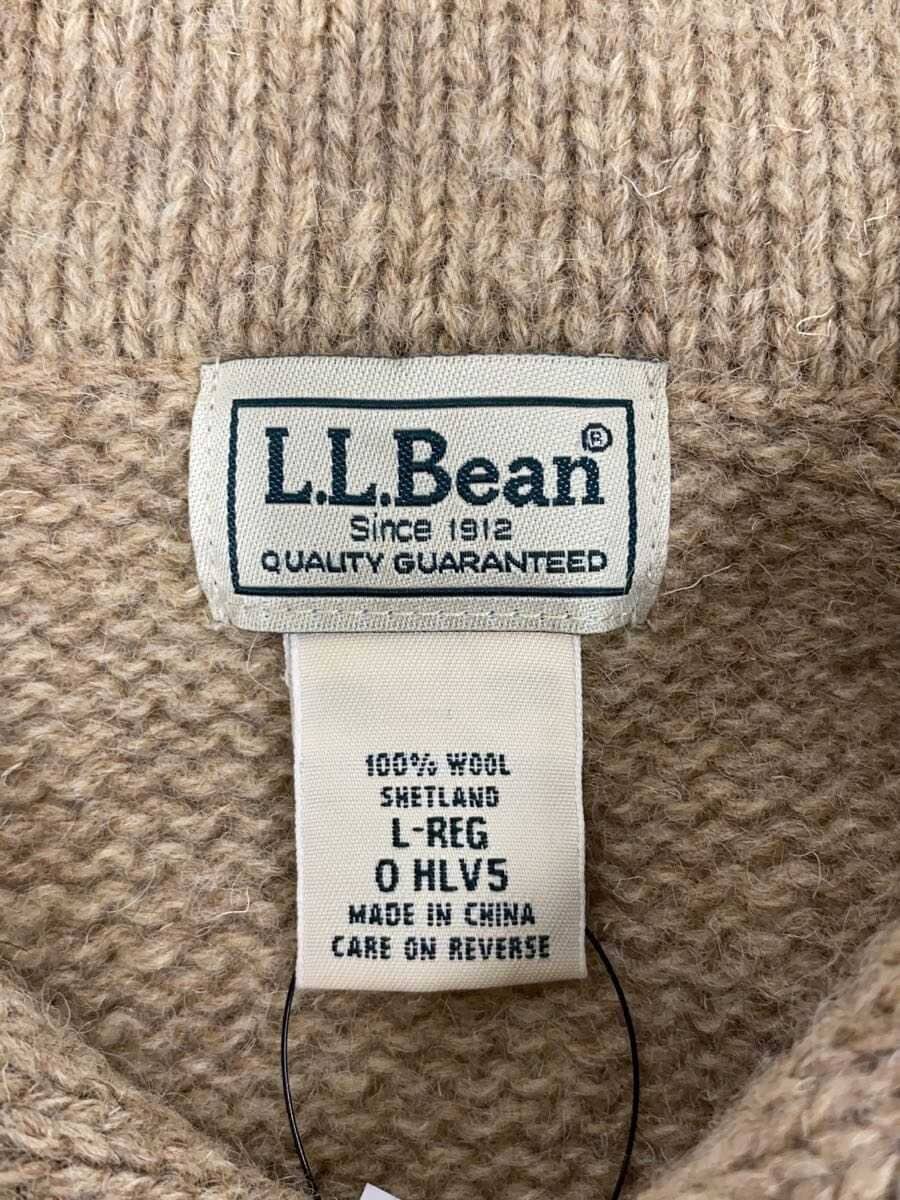 L.L.Bean®
Since 1912
QUALITY GUARANTEED
100% WOOL
SHETLAND
L-REG
0 HLV5
MADE IN CHINA
CARE ON REVERSE